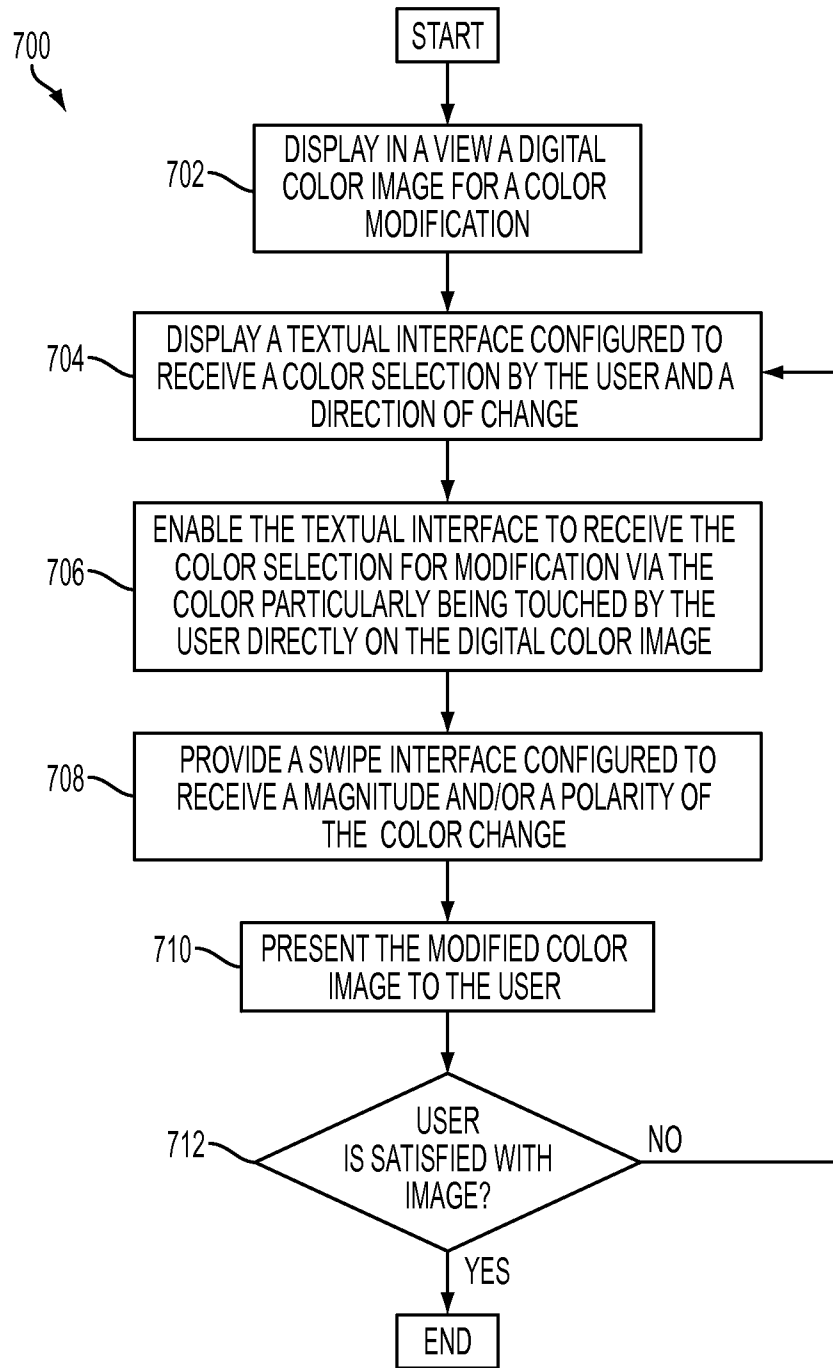 700
START
702
DISPLAY IN A VIEW A DIGITAL
COLOR IMAGE FOR A COLOR
MODIFICATION
704
DISPLAY A TEXTUAL INTERFACE CONFIGURED TO
RECEIVE A COLOR SELECTION BY THE USER AND A
DIRECTION OF CHANGE
706
ENABLE THE TEXTUAL INTERFACE TO RECEIVE THE
COLOR SELECTION FOR MODIFICATION VIA THE
COLOR PARTICULARLY BEING TOUCHED BY THE
USER DIRECTLY ON THE DIGITAL COLOR IMAGE
708
PROVIDE A SWIPE INTERFACE CONFIGURED TO
RECEIVE A MAGNITUDE AND/OR A POLARITY OF
THE COLOR CHANGE
710
PRESENT THE MODIFIED COLOR
IMAGE TO THE USER
712
USER
IS SATISFIED WITH
IMAGE?
NO
YES
END